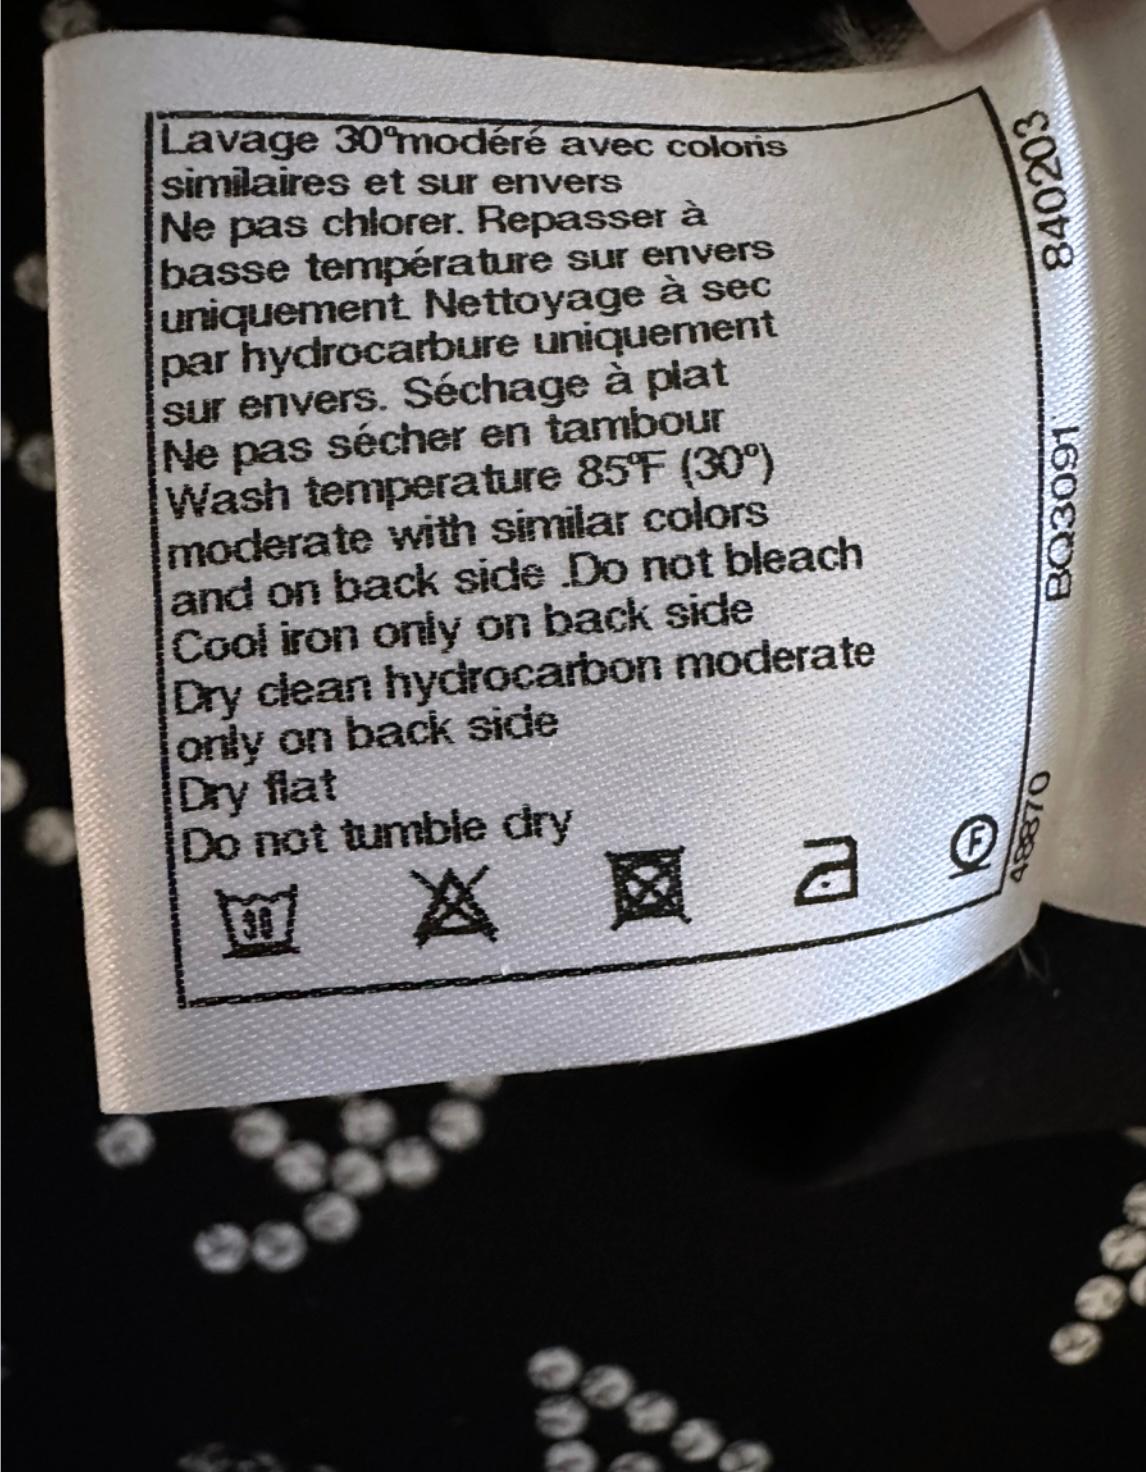 Lavage 30°modéré avec coloris
similaires et sur envers
Ne pas chlorer. Repasser à
basse température sur envers
uniquement. Nettoyage à sec
par hydrocarbure uniquement
sur envers. Séchage à plat
Ne pas sécher en tambour
Wash temperature 85°F (30°)
moderate with similar colors
and on back side .Do not bleach
Cool iron only on back side
Dry clean hydrocarbon moderate
only on back side
Dry flat
Do not tumble dry
30
F
840203
BQ3091
48870